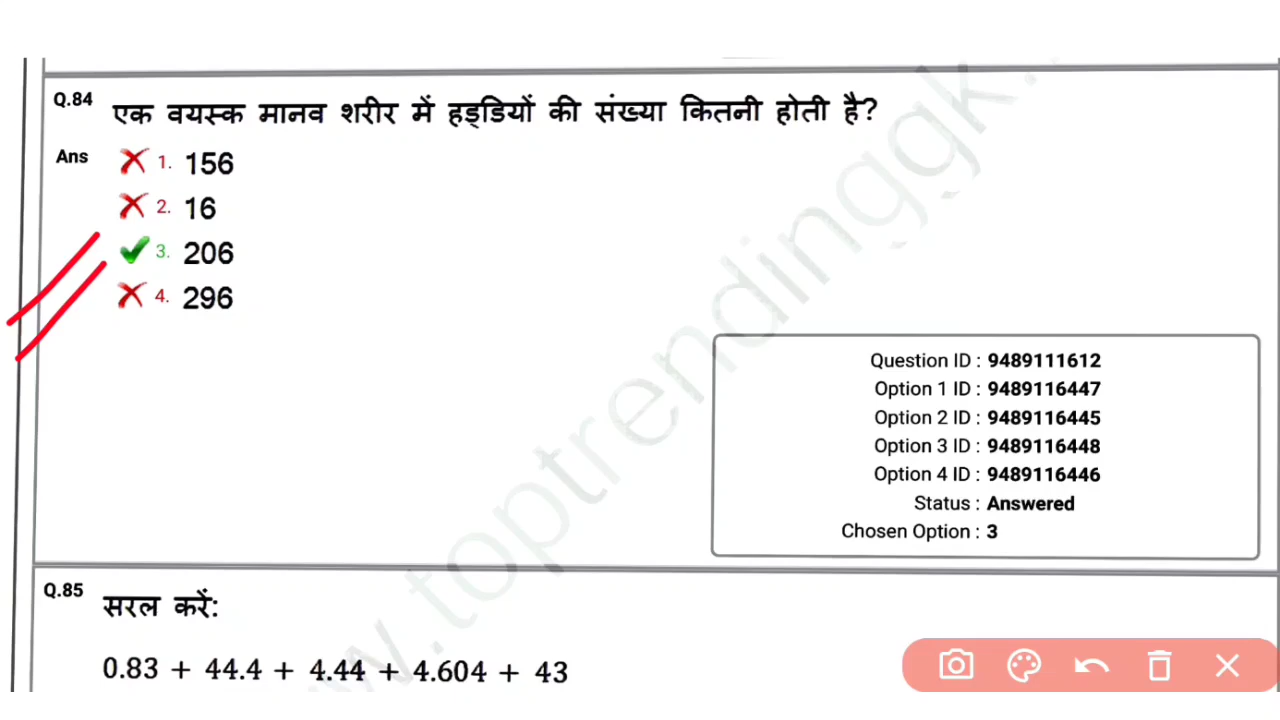 Q.84 एक वयस्क मानव शरीर में हड्डियों की संख्या कितनी होती है?
Ans 1. 156
2. 16
3. 206
4. 296
Question ID : 9489111612
Option 1 ID : 9489116447
Option 2 ID : 9489116445
Option 3 ID : 9489116448
Option 4 ID : 9489116446
Status : Answered
Chosen Option : 3
Q.85 सरल करें:
0.83 + 44.4 + 4.44 + 4.604 + 43
w.toptrendinggk.